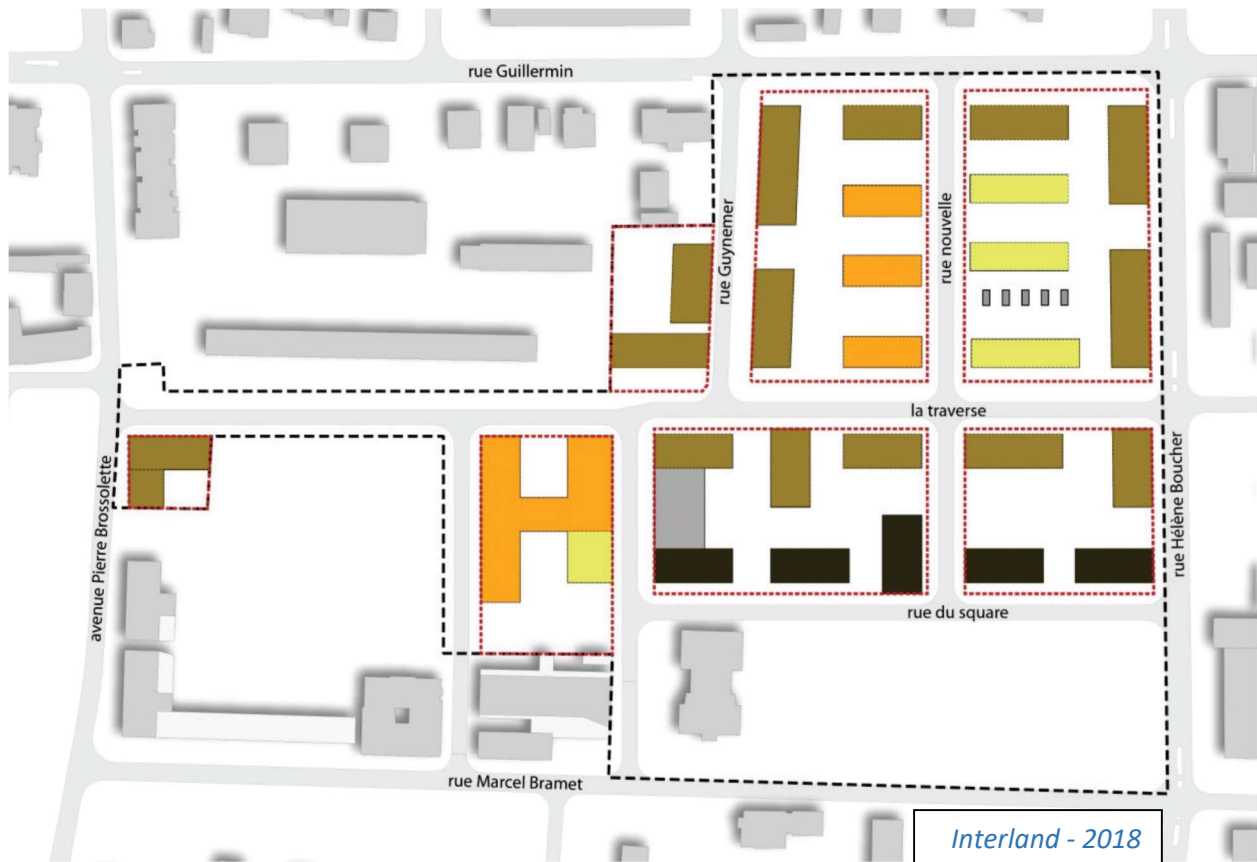 rue Guillermin
rue Guynemer
rue nouvelle
la traverse
avenue Pierre Brossolette
rue Hélène Boucher
rue du square
rue Marcel Bramet
Interland - 2018